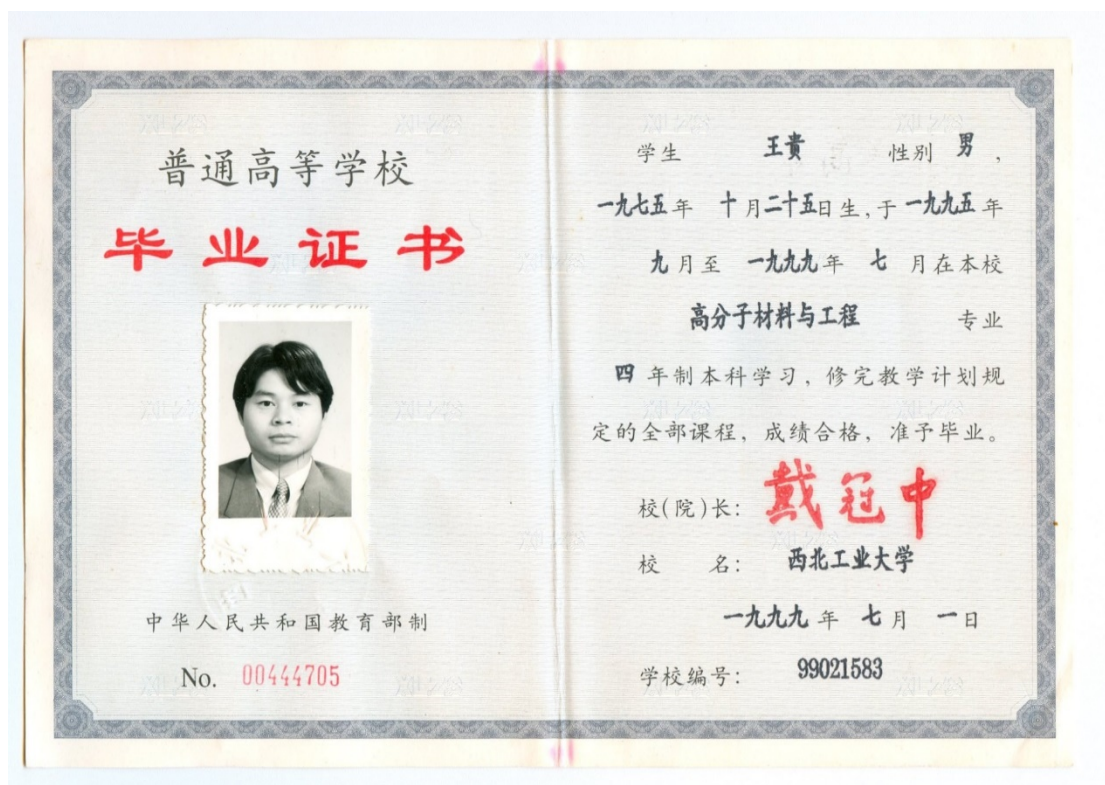 普通高等学校
毕业证书
中华人民共和国教育部制
No. 00444705
学生 王貴 性别 男,
一九七五年 十月二十五日生,于一九九五年
九月至 一九九九年 七 月在本校
高分子材料与工程 专业
四 年制本科学习,修完教学计划规
定的全部课程,成绩合格,准予毕业。
校(院)长: 戴冠中
校 名: 西北工业大学
一九九九 年 七月 一日
学校编号: 99021583